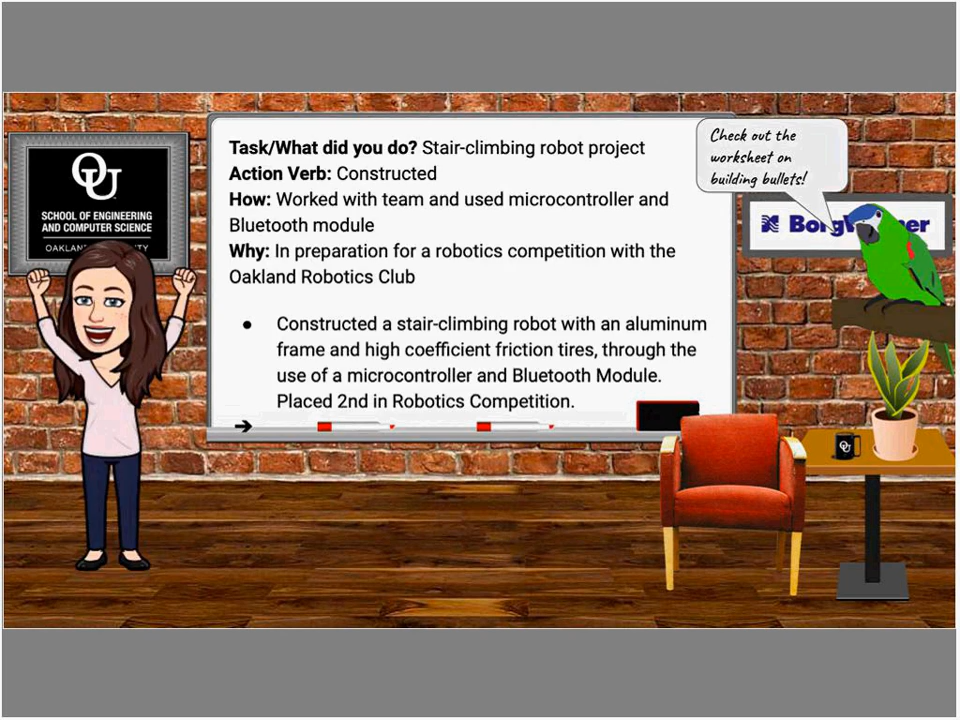 OU
SCHOOL OF ENGINEERING
AND COMPUTER SCIENCE
Task/What did you do? Stair-climbing robot project
Action Verb: Constructed
How: Worked with team and used microcontroller and
Bluetooth module
Why: In preparation for a robotics competition with the
Oakland Robotics Club
● Constructed a stair-climbing robot with an aluminum
frame and high coefficient friction tires, through the
use of a microcontroller and Bluetooth Module.
Placed 2nd in Robotics Competition.
➔
Check out the
worksheet on
building bullets!
OU